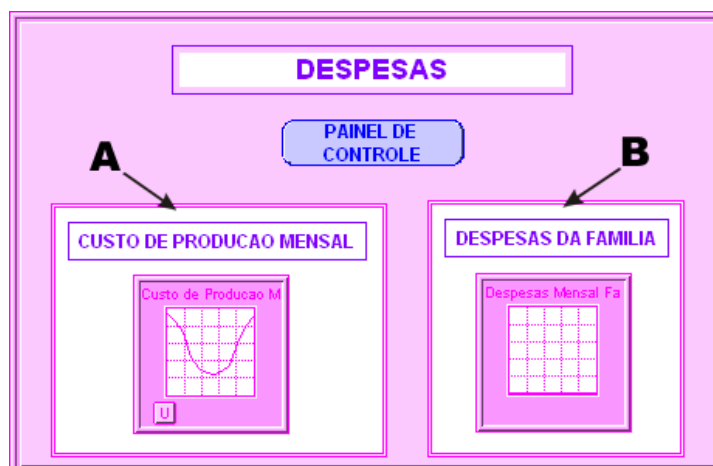 DESPESAS
PAINEL DE
CONTROLE
A
B
CUSTO DE PRODUCAO MENSAL
DESPESAS DA FAMILIA
Custo de Producao M
Despesas Mensal Fa
U